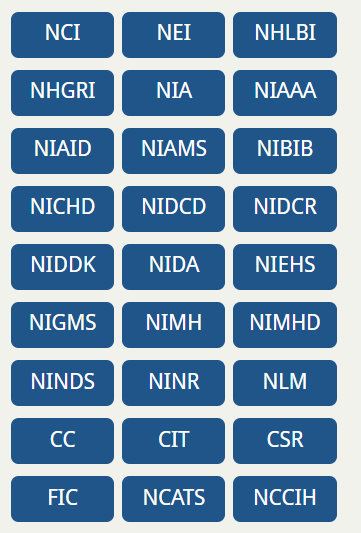 NCI NEI NHLBI
NHGRI NIA NIAAA
NIAID NIAMS NIBIB
NICHD NIDCD NIDCR
NIDDK NIDA NIEHS
NIGMS NIMH NIMHD
NINDS NINR NLM
CC CIT CSR
FIC NCATS NCCIH